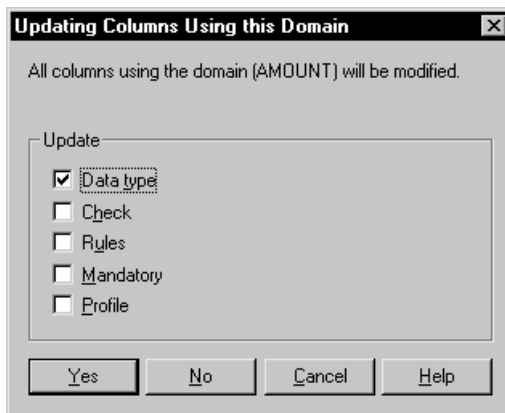 Updating Columns Using this Domain
All columns using the domain (AMOUNT) will be modified.
Update
Data type
Check
Rules
Mandatory
Profile
Yes No Cancel Help